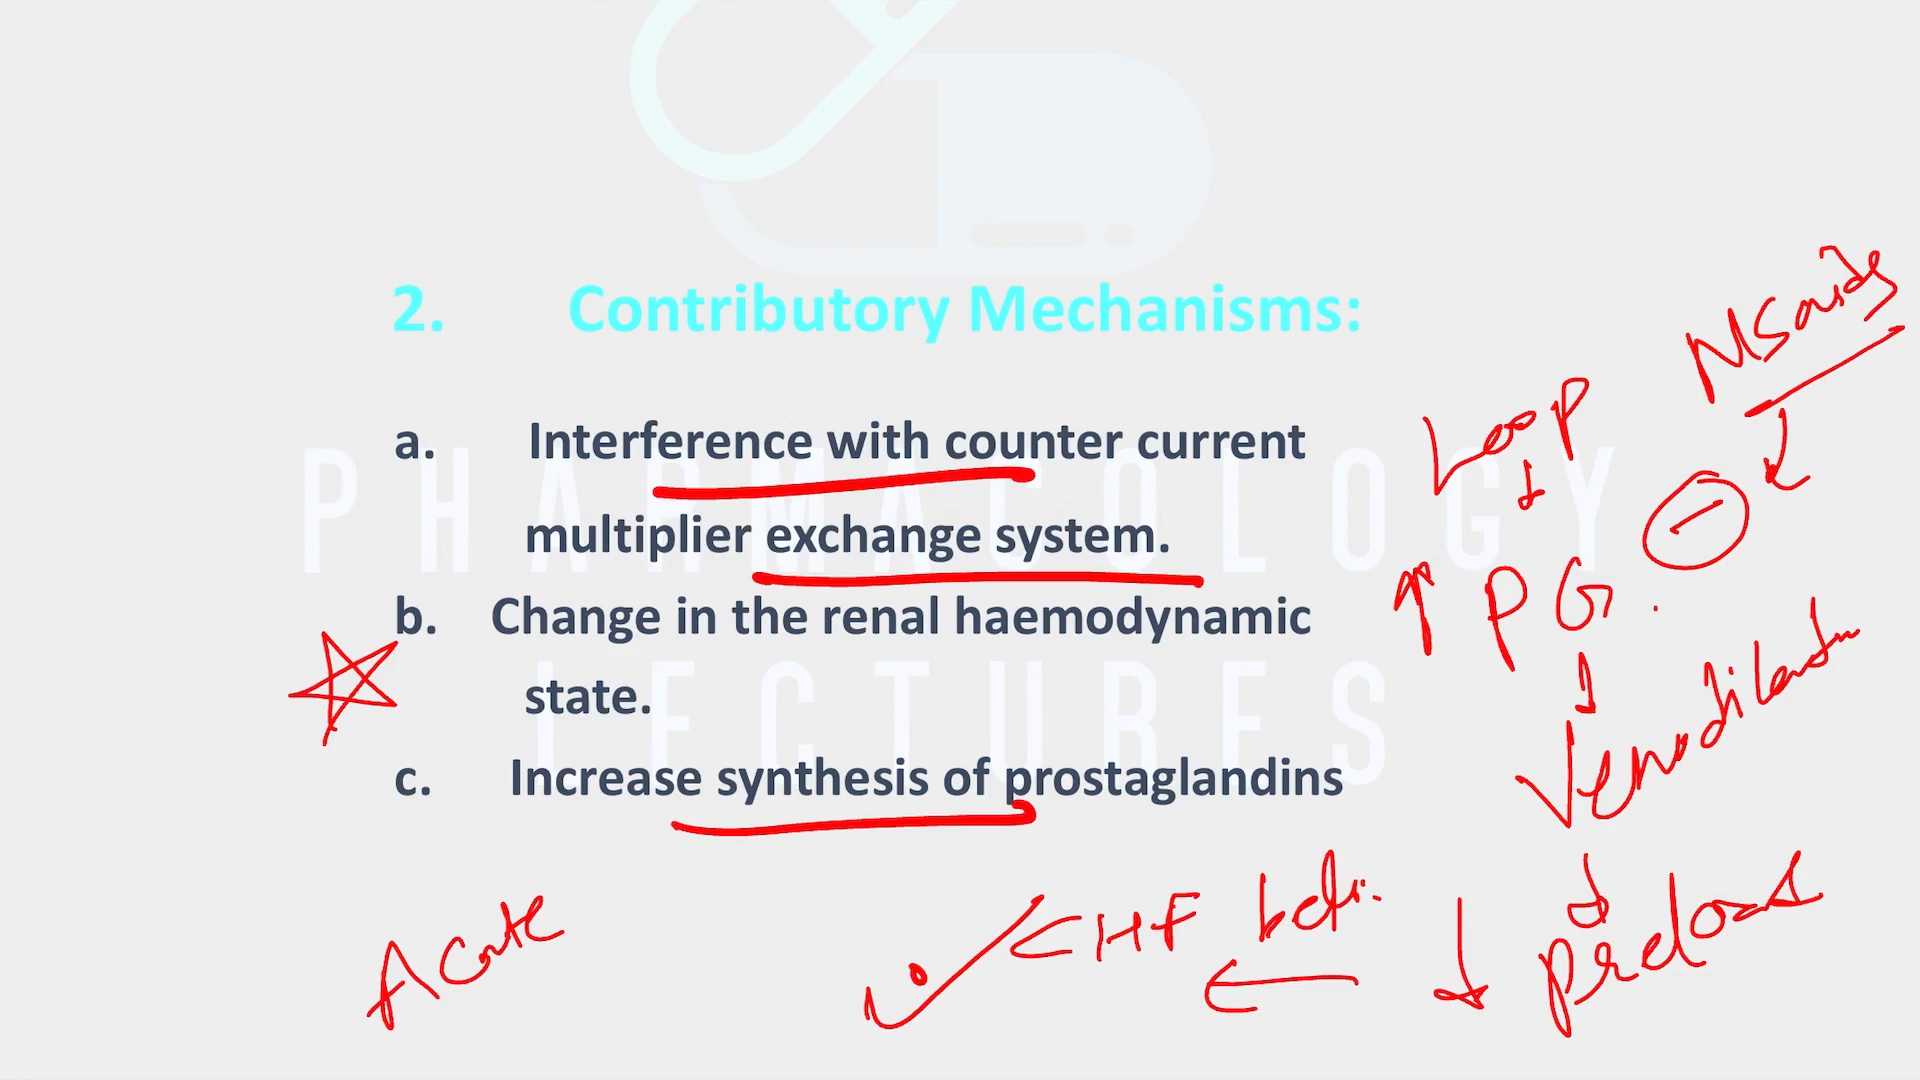 2. Contributory Mechanisms:
a. Interference with counter current
multiplier exchange system.
b. Change in the renal haemodynamic
state.
c. Increase synthesis of prostaglandins
PHARMACOLOGY
LECTURES
NSaids
Loop
PG
preload
CHF
Acute